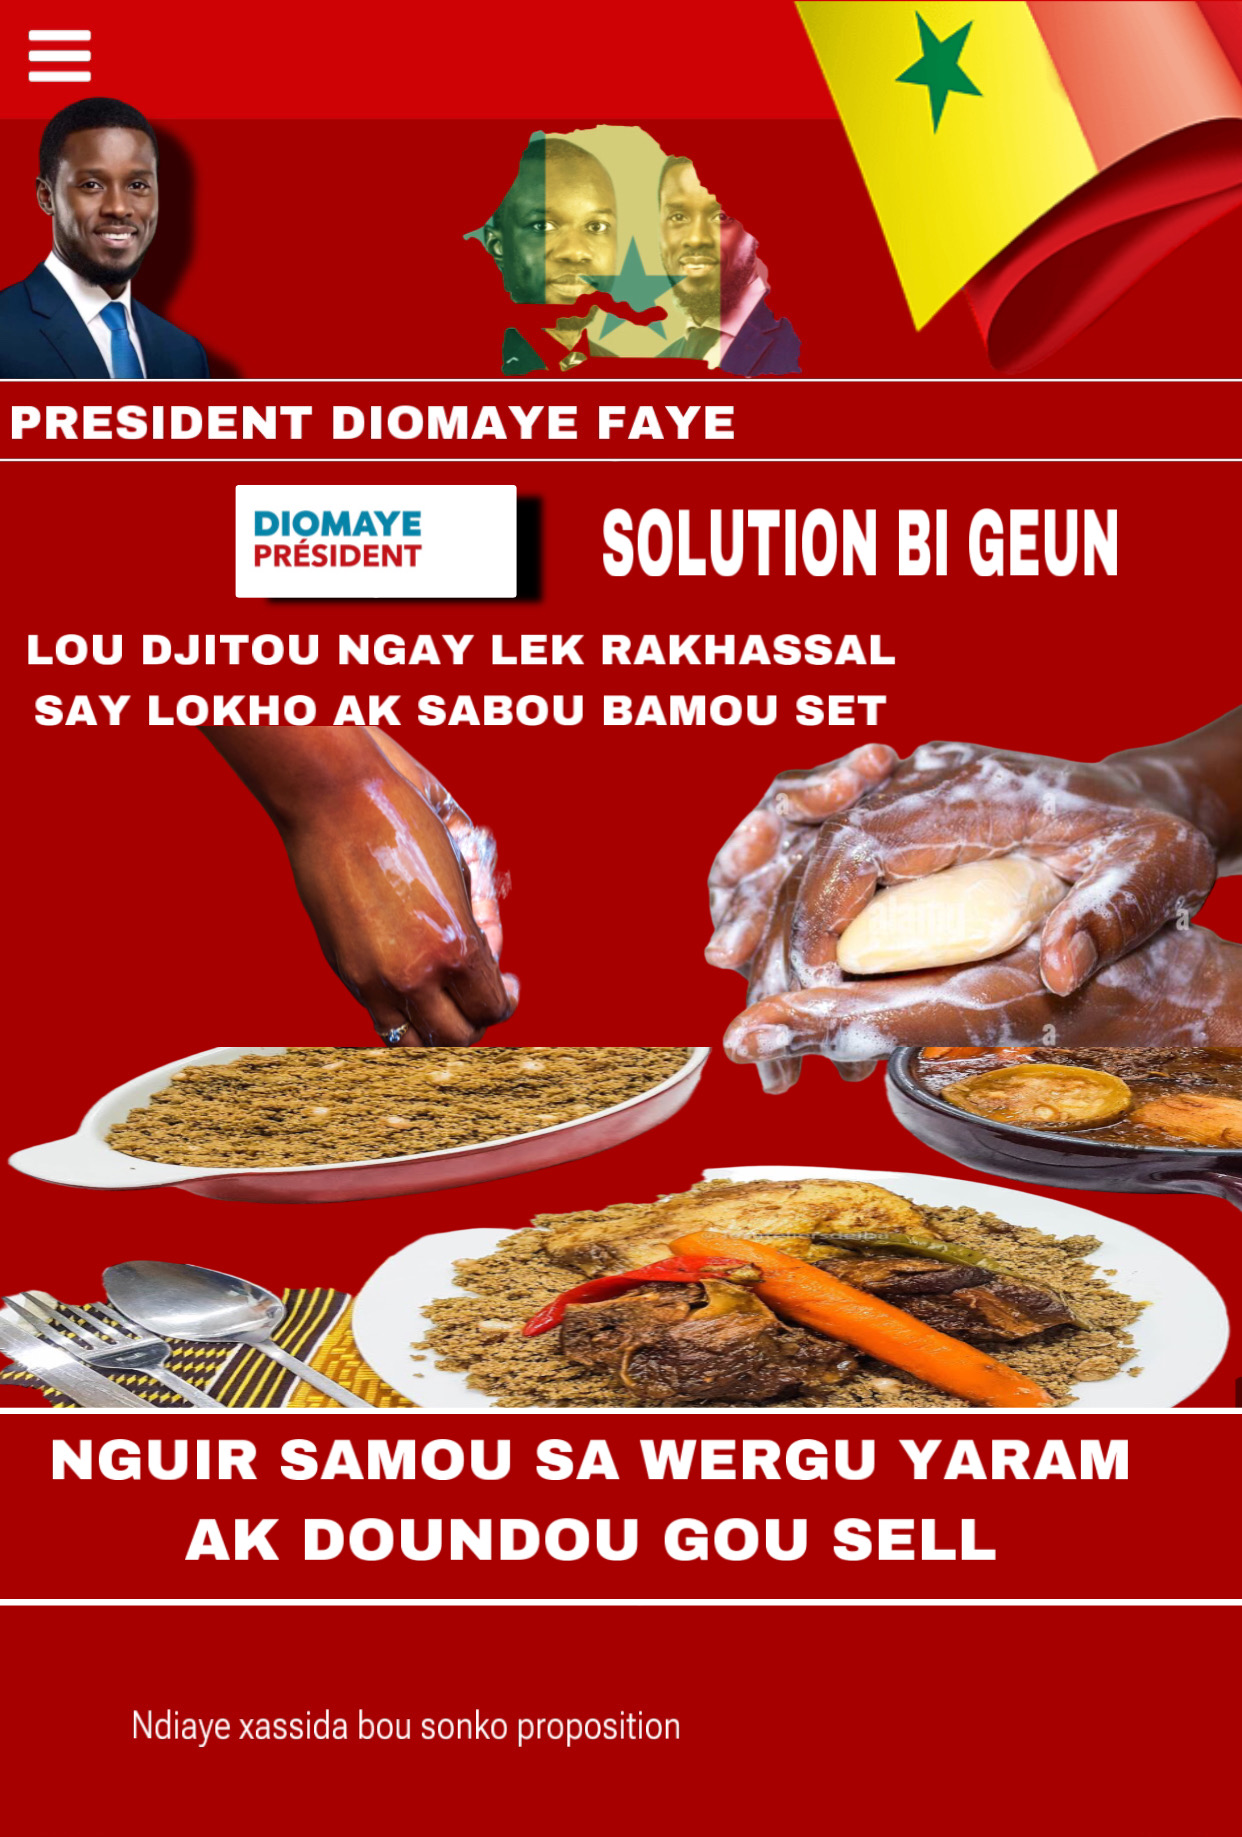 PRESIDENT DIOMAYE FAYE
DIOMAYE
PRÉSIDENT
SOLUTION BI GEUN
LOU DJITOU NGAY LEK RAKHASSAL
SAY LOKHO AK SABOU BAMOU SET
a
a
alamy
a
a
NGUIR SAMOU SA WERGU YARAM
AK DOUNDOU GOU SELL
Ndiaye xassida bou sonko proposition